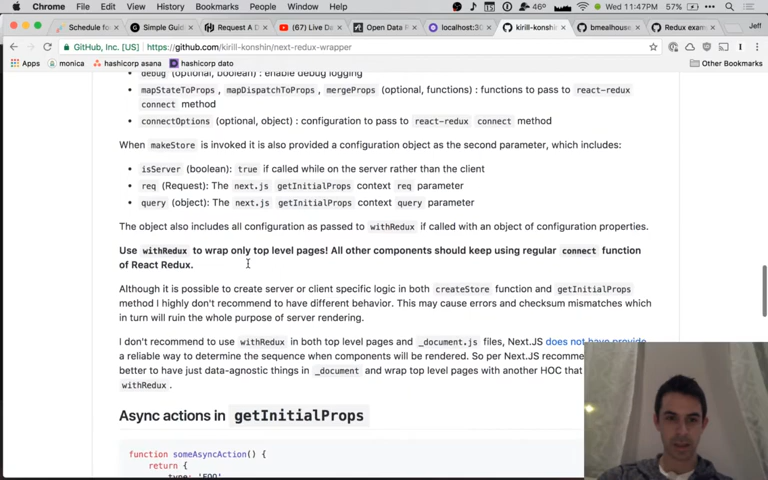 Chrome File Edit View History Bookmarks People Window Help
46° Wed 11:47PM 57%
Schedule for
Simple Guid
Request A D
(67) Live Da
Open Data F
localhost:30
kirill-konshin
bmealhouse
Redux exam
Jeff
GitHub, Inc. [US] https://github.com/kirill-konshin/next-redux-wrapper
Apps monica hashicorp asana hashicorp dato Other Bookmarks
debug (optional, boolean) : enable debug logging
mapStateToProps , mapDispatchToProps , mergeProps (optional, functions) : functions to pass to react-redux
connect method
connectOptions (optional, object) : configuration to pass to react-redux connect method
When makeStore is invoked it is also provided a configuration object as the second parameter, which includes:
isServer (boolean): true if called while on the server rather than the client
req (Request): The next.js getInitialProps context req parameter
query (object): The next.js getInitialProps context query parameter
The object also includes all configuration as passed to withRedux if called with an object of configuration properties.
Use withRedux to wrap only top level pages! All other components should keep using regular connect function
of React Redux.
Although it is possible to create server or client specific logic in both createStore function and getInitialProps
method I highly don't recommend to have different behavior. This may cause errors and checksum mismatches which
in turn will ruin the whole purpose of server rendering.
I don't recommend to use withRedux in both top level pages and _document.js files, Next.JS does not have provide
a reliable way to determine the sequence when components will be rendered. So per Next.JS recomme
better to have just data-agnostic things in _document and wrap top level pages with another HOC that
withRedux .
Async actions in getInitialProps
function someAsyncAction() {
return {
type: 'FOO'